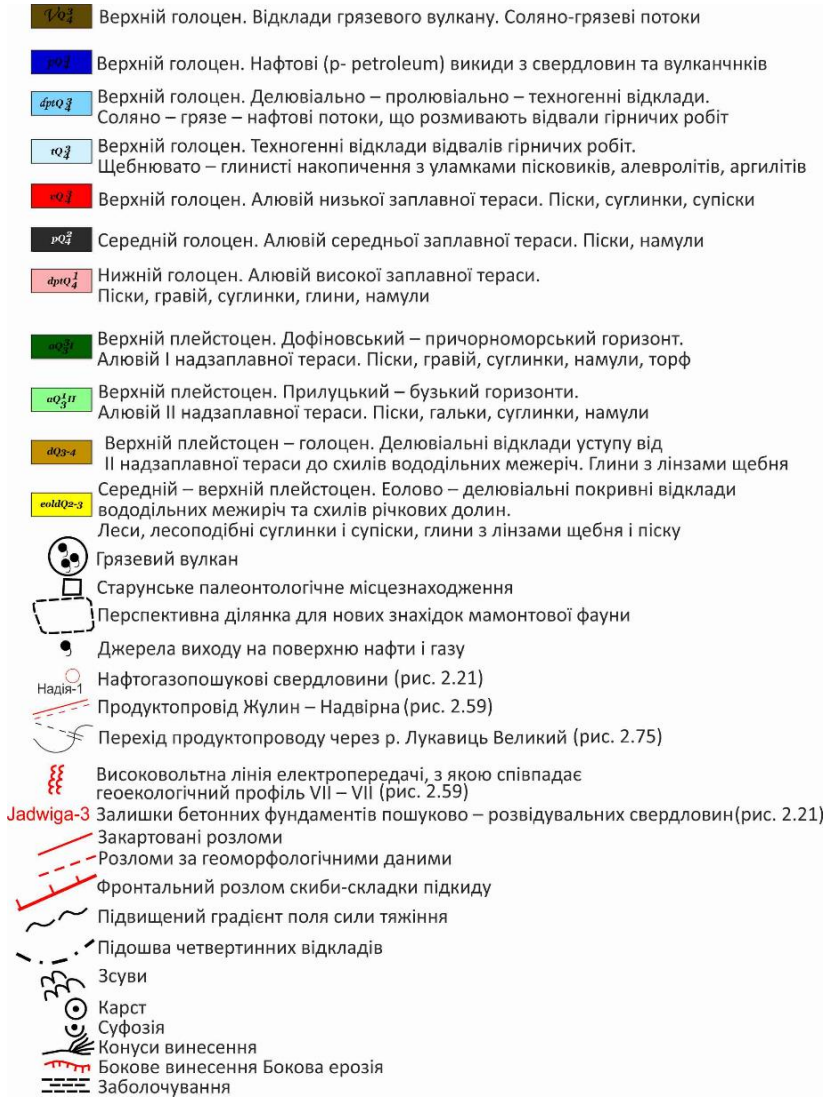 VQ₄³ Верхній голоцен. Відклади грязевого вулкану. Соляно-грязеві потоки
Верхній голоцен. Нафтові (p- petroleum) викиди з свердловин та вулканчнків
dptQ₄³ Верхній голоцен. Делювіально – пролювіально – техногенні відклади.
Соляно – грязе – нафтові потоки, що розмивають відвали гірничих робіт
tQ₄³ Верхній голоцен. Техногенні відклади відвалів гірничих робіт.
Щебнювато – глинисті накопичення з уламками пісковиків, алевролітів, аргилітів
Верхній голоцен. Алювій низької заплавної тераси. Піски, суглинки, супіски
pQ₄² Середній голоцен. Алювій середньої заплавної тераси. Піски, намули
dptQ₄¹ Нижній голоцен. Алювій високої заплавної тераси.
Піски, гравій, суглинки, глини, намули
Верхній плейстоцен. Дофіновський – причорноморський горизонт.
Алювій I надзаплавної тераси. Піски, гравій, суглинки, намули, торф
aQ₃¹II Верхній плейстоцен. Прилуцький – бузький горизонти.
Алювій II надзаплавної тераси. Піски, гальки, суглинки, намули
dQ3-4 Верхній плейстоцен – голоцен. Делювіальні відклади уступу від
II надзаплавної тераси до схилів вододільних межеріч. Глини з лінзами щебня
eoldQ2-3 Середній – верхній плейстоцен. Еолово – делювіальні покривні відклади
вододільних межиріч та схилів річкових долин.
Леси, лесоподібні суглинки і супіски, глини з лінзами щебня і піску
Грязевий вулкан
Старунське палеонтологічне місцезнаходження
Перспективна ділянка для нових знахідок мамонтової фауни
Джерела виходу на поверхню нафти і газу
Надія-1 Нафтогазопошукові свердловини (рис. 2.21)
Продуктопровід Жулин – Надвірна (рис. 2.59)
Перехід продуктопроводу через р. Лукавиць Великий (рис. 2.75)
Високовольтна лінія електропередачі, з якою співпадає
геоекологічний профіль VII – VII (рис. 2.59)
Jadwiga-3 Залишки бетонних фундаментів пошуково – розвідувальних свердловин(рис. 2.21)
Закартовані розломи
Розломи за геоморфологічними даними
Фронтальний розлом скиби-складки підкиду
Підвищений градієнт поля сили тяжіння
Підошва четвертинних відкладів
Зсуви
Карст
Суфозія
Конуси винесення
Бокове винесення Бокова ерозія
Заболочування